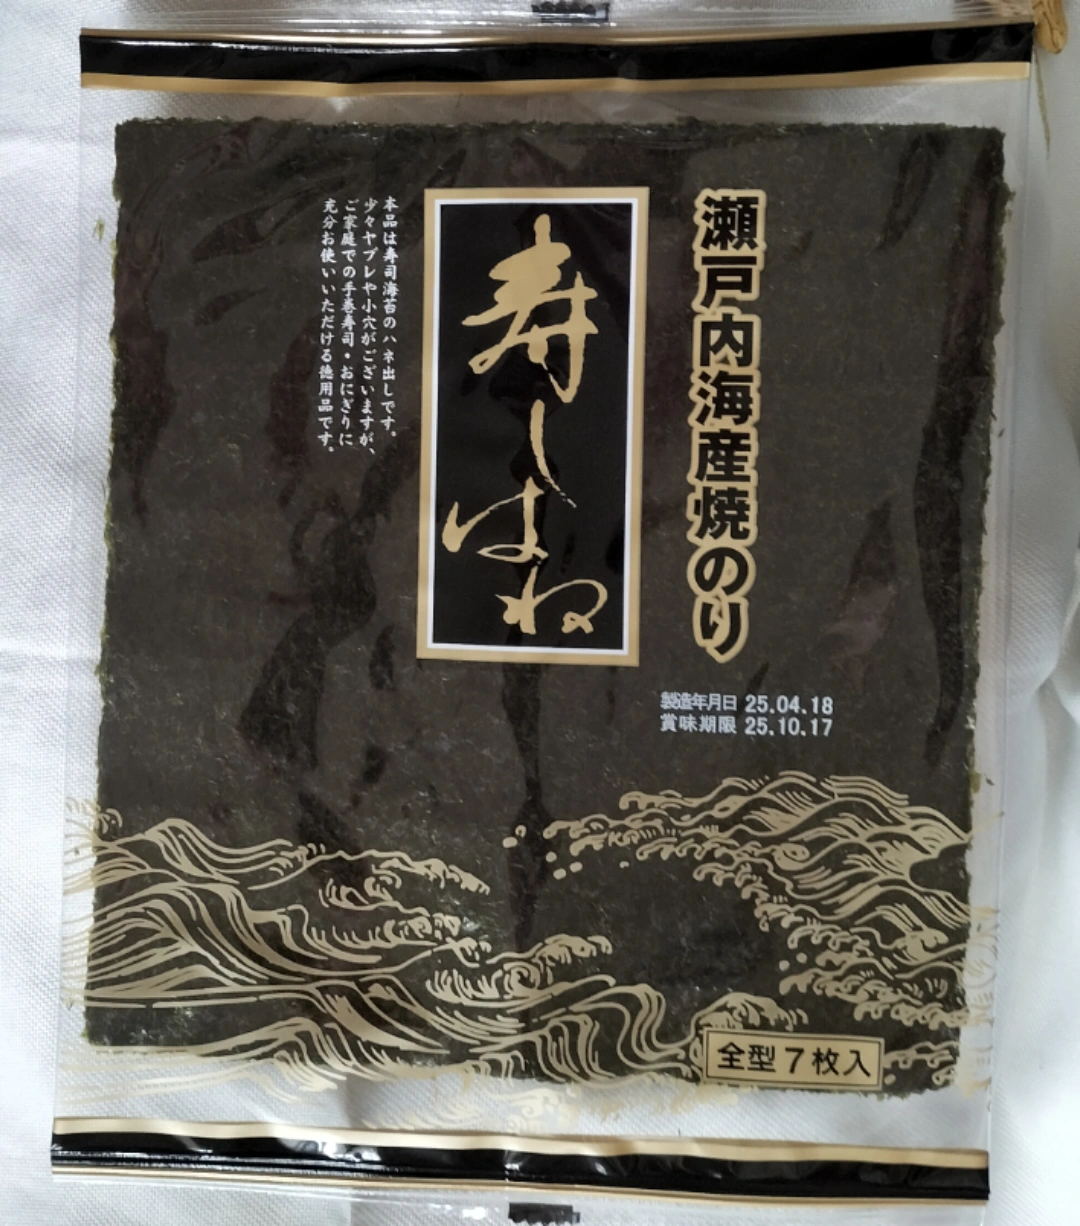 瀬戸内海産焼のり
寿しはね
本品は寿司海苔のハネ出しです。
少々ヤブレや小穴がございますが、
ご家庭での手巻寿司・おにぎりに
充分お使いいただける徳用品です。
製造年月日 25.04.18
賞味期限 25.10.17
全型7枚入